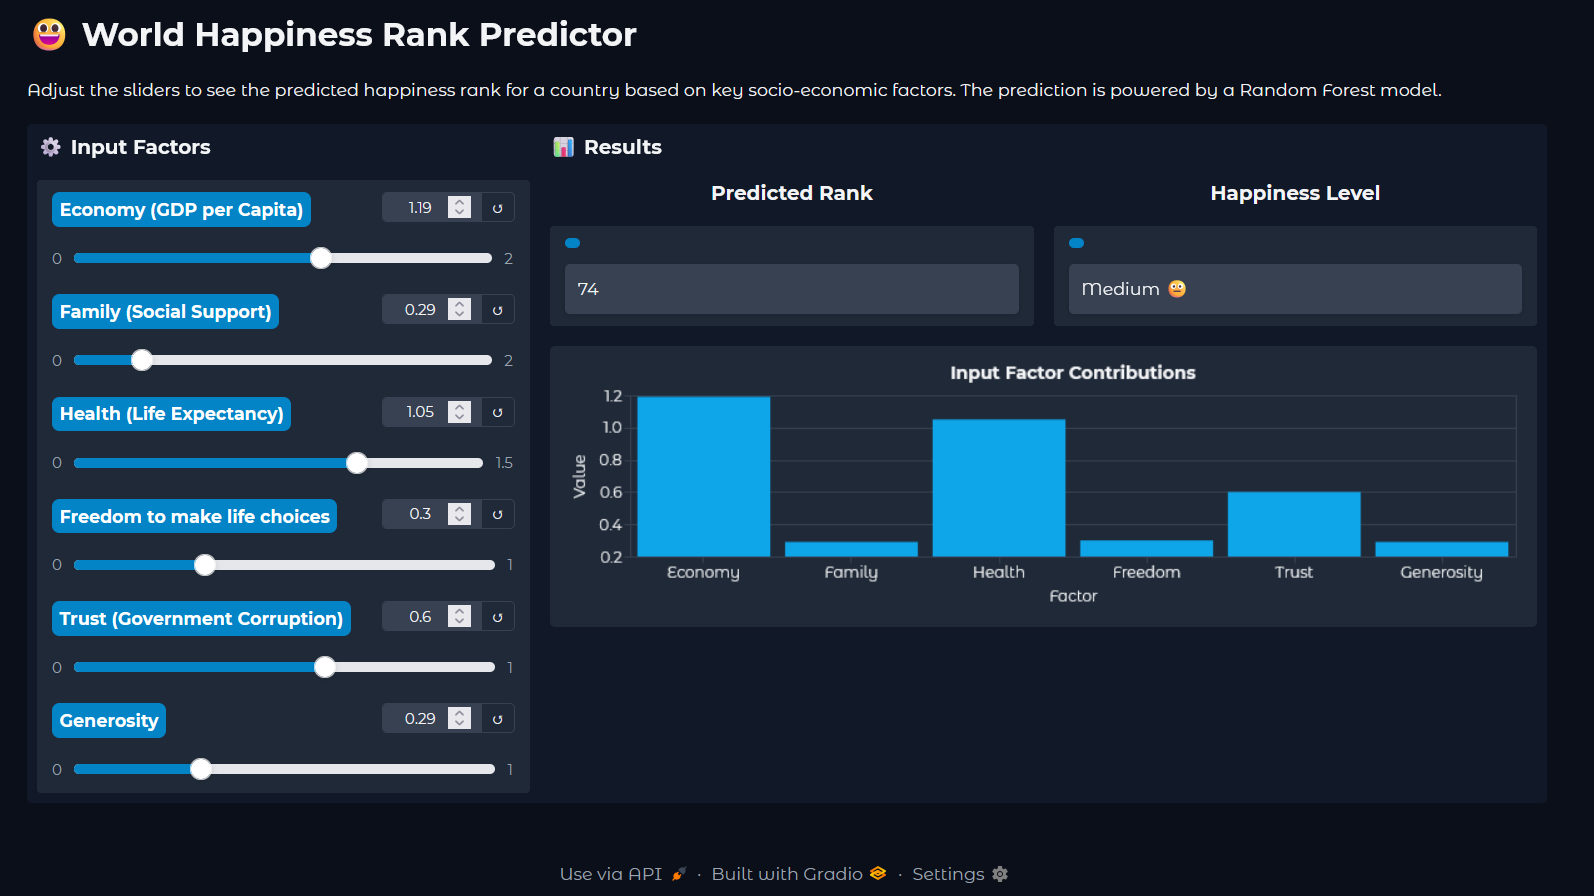 World Happiness Rank Predictor
Adjust the sliders to see the predicted happiness rank for a country based on key socio-economic factors. The prediction is powered by a Random Forest model.
Input Factors
Economy (GDP per Capita)
1.19
0
2
Family (Social Support)
0.29
0
2
Health (Life Expectancy)
1.05
0
1.5
Freedom to make life choices
0.3
0
1
Trust (Government Corruption)
0.6
0
1
Generosity
0.29
0
1
Results
Predicted Rank
74
Happiness Level
Medium 😐
Input Factor Contributions
Value
1.2
1.0
0.8
0.6
0.4
0.2
Economy Family Health Freedom Trust Generosity
Factor
Use via API · Built with Gradio · Settings